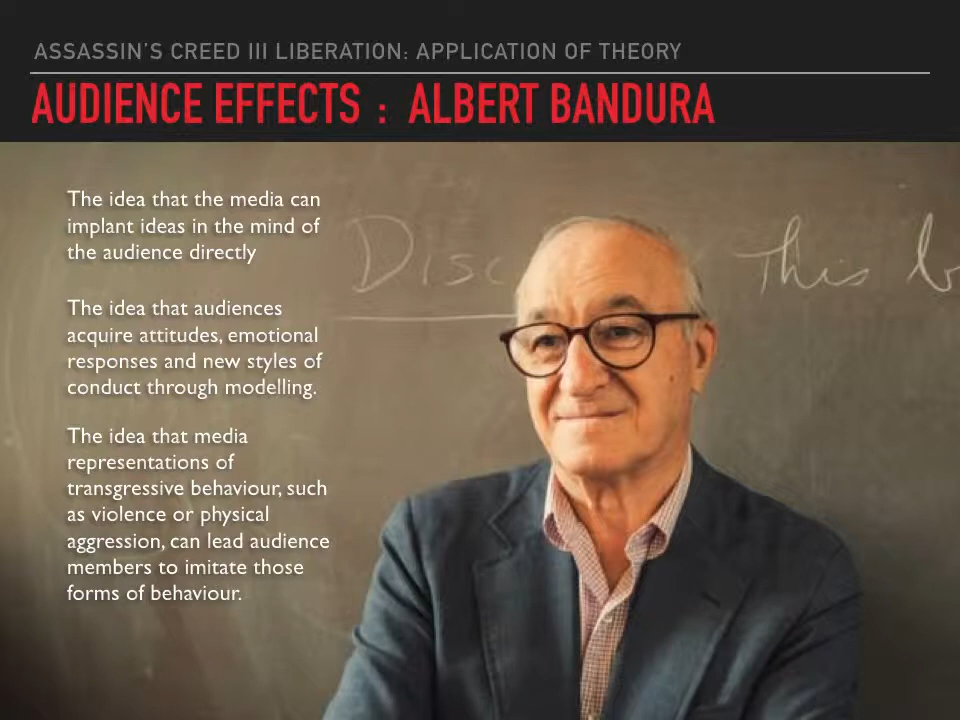 ASSASSIN'S CREED III LIBERATION: APPLICATION OF THEORY
AUDIENCE EFFECTS : ALBERT BANDURA
The idea that the media can
implant ideas in the mind of
the audience directly
The idea that audiences
acquire attitudes, emotional
responses and new styles of
conduct through modelling.
The idea that media
representations of
transgressive behaviour, such
as violence or physical
aggression, can lead audience
members to imitate those
forms of behaviour.
Disc This b